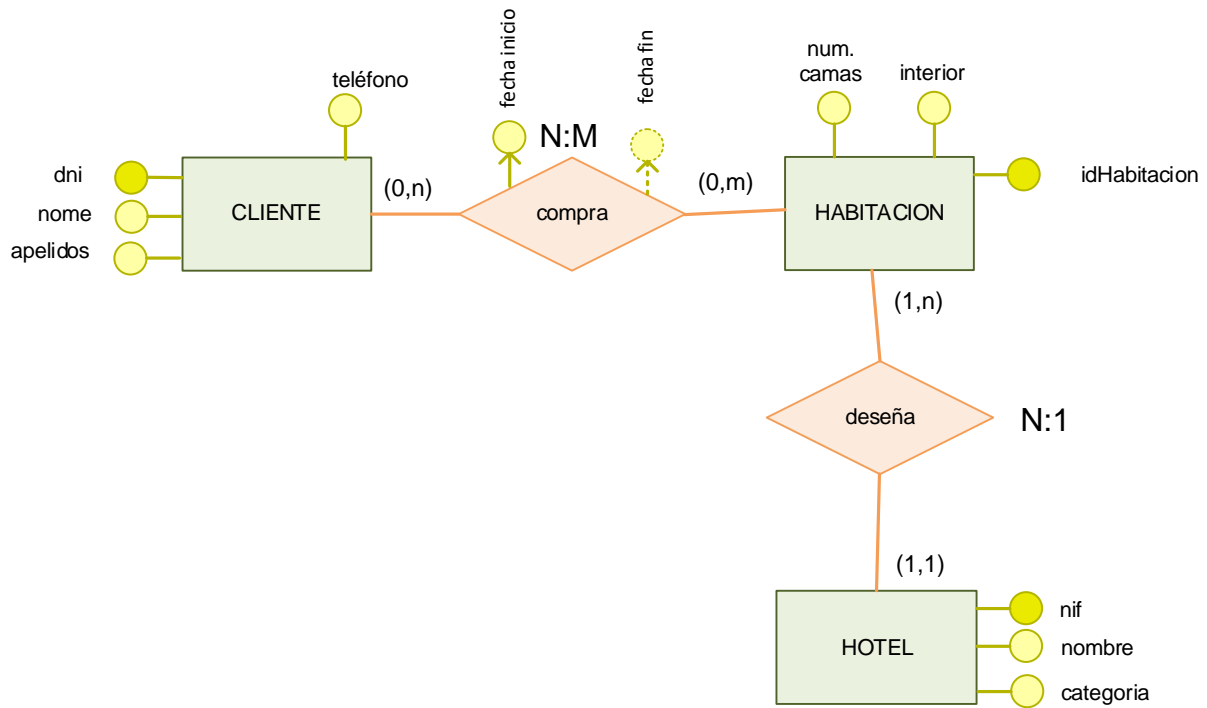 fecha inicio
fecha fin
num.
camas
interior
teléfono
N:M
dni
nome
apelidos
CLIENTE
(0,n)
compra
(0,m)
HABITACION
idHabitacion
(1,n)
deseña
N:1
(1,1)
HOTEL
nif
nombre
categoria